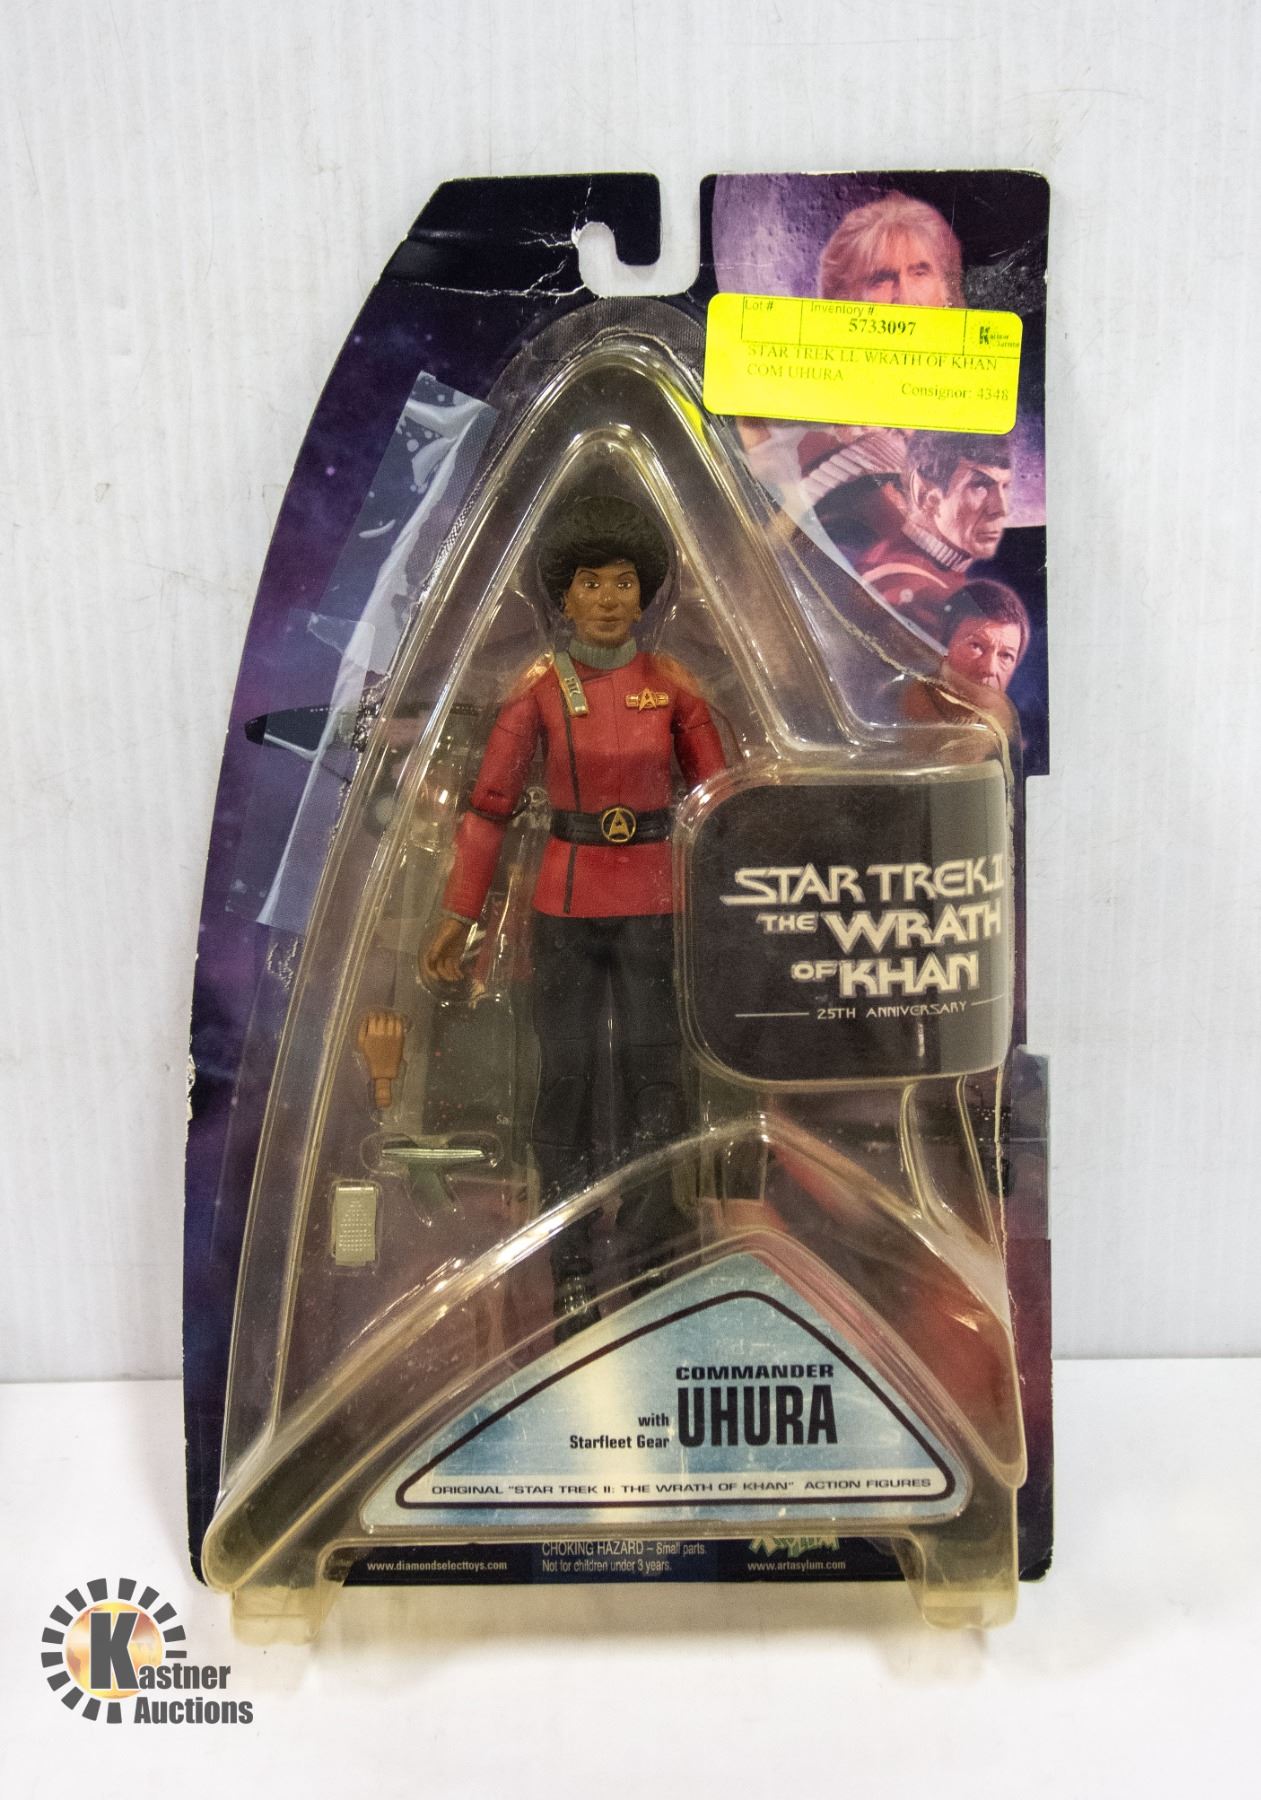 Lot #
Inventory #
5733097
STAR TREK LL WRATH OF KHAN
COM UHURA
Consignor: 4348
STAR TREK II
THE WRATH
OF KHAN
25TH ANNIVERSARY
COMMANDER
UHURA
with
Starfleet Gear
ORIGINAL "STAR TREK II: THE WRATH OF KHAN" ACTION FIGURES
CHOKING HAZARD – Small parts.
Not for children under 3 years.
www.diamondselecttoys.com
ASYLUM
www.artasylum.com
Kastner
Auctions